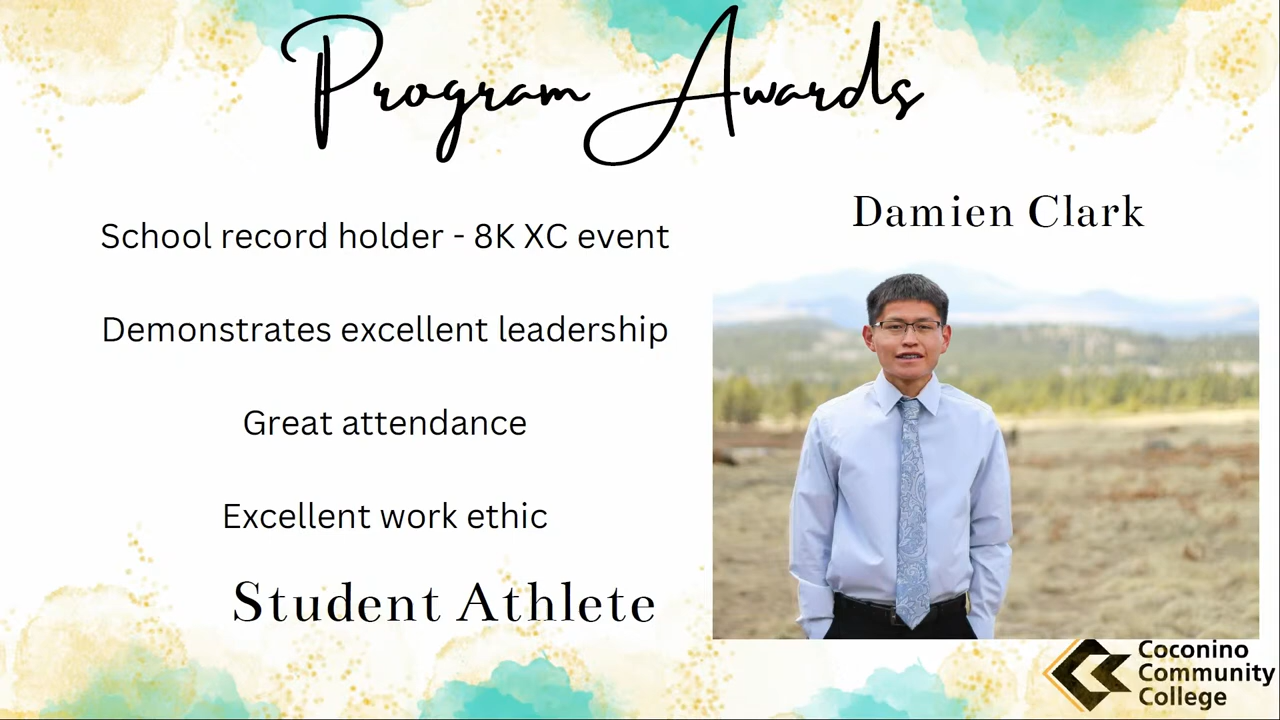 Program Awards
Damien Clark
School record holder - 8K XC event
Demonstrates excellent leadership
Great attendance
Excellent work ethic
Student Athlete
Coconino
Community
College